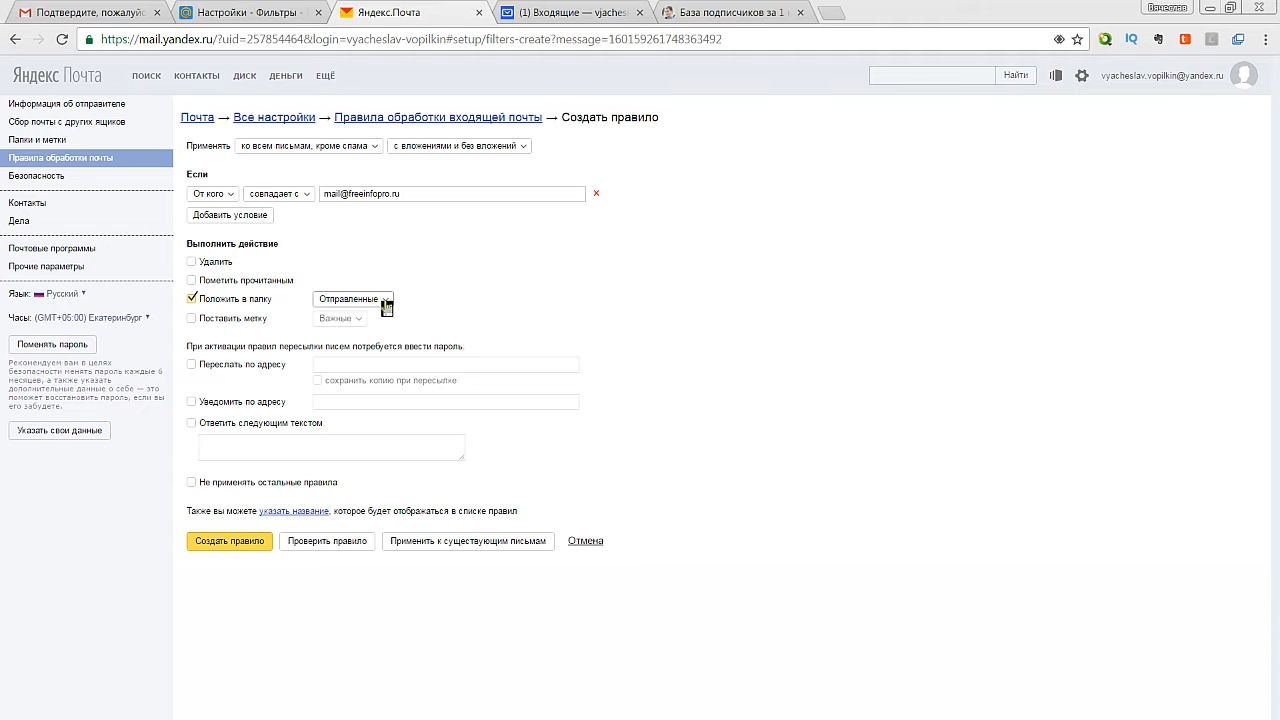 Подтвердите, пожалуйс
Настройки - Фильтры -
Яндекс.Почта
(1) Входящие — vjaches
База подписчиков за 1
Вячеслав
https://mail.yandex.ru/?uid=257854464&login=vyacheslav-vopilkin#setup/filters-create?message=160159261748363492
IQ
Яндекс Почта
ПОИСК КОНТАКТЫ ДИСК ДЕНЬГИ ЕЩЁ
Найти
vyacheslav.vopilkin@yandex.ru
Информация об отправителе
Сбор почты с других ящиков
Папки и метки
Правила обработки почты
Безопасность
Контакты
Дела
Почтовые программы
Прочие параметры
Язык: Русский
Часы: (GMT+05:00) Екатеринбург
Поменять пароль
Рекомендуем вам в целях
безопасности менять пароль каждые 6
месяцев, а также указать
дополнительные данные о себе — это
поможет восстановить пароль, если вы
его забудете.
Указать свои данные
Почта → Все настройки → Правила обработки входящей почты → Создать правило
Применять ко всем письмам, кроме спама с вложениями и без вложений
Если
От кого совпадает с mail@freeinfopro.ru
Добавить условие
Выполнить действие
Удалить
Пометить прочитанным
Положить в папку Отправленные
Поставить метку Важные
При активации правил пересылки писем потребуется ввести пароль.
Переслать по адресу
сохранить копию при пересылке
Уведомить по адресу
Ответить следующим текстом
Не применять остальные правила
Также вы можете указать название, которое будет отображаться в списке правил
Создать правило Проверить правило Применить к существующим письмам Отмена